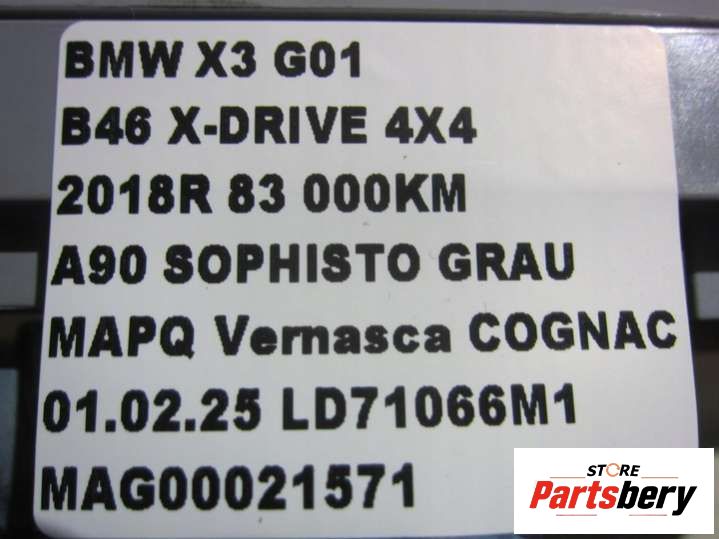 BMW X3 G01
B46 X-DRIVE 4X4
2018R 83 000KM
A90 SOPHISTO GRAU
MAPQ Vernasca COGNAC
01.02.25 LD71066M1
MAG00021571
STORE
Partsbery